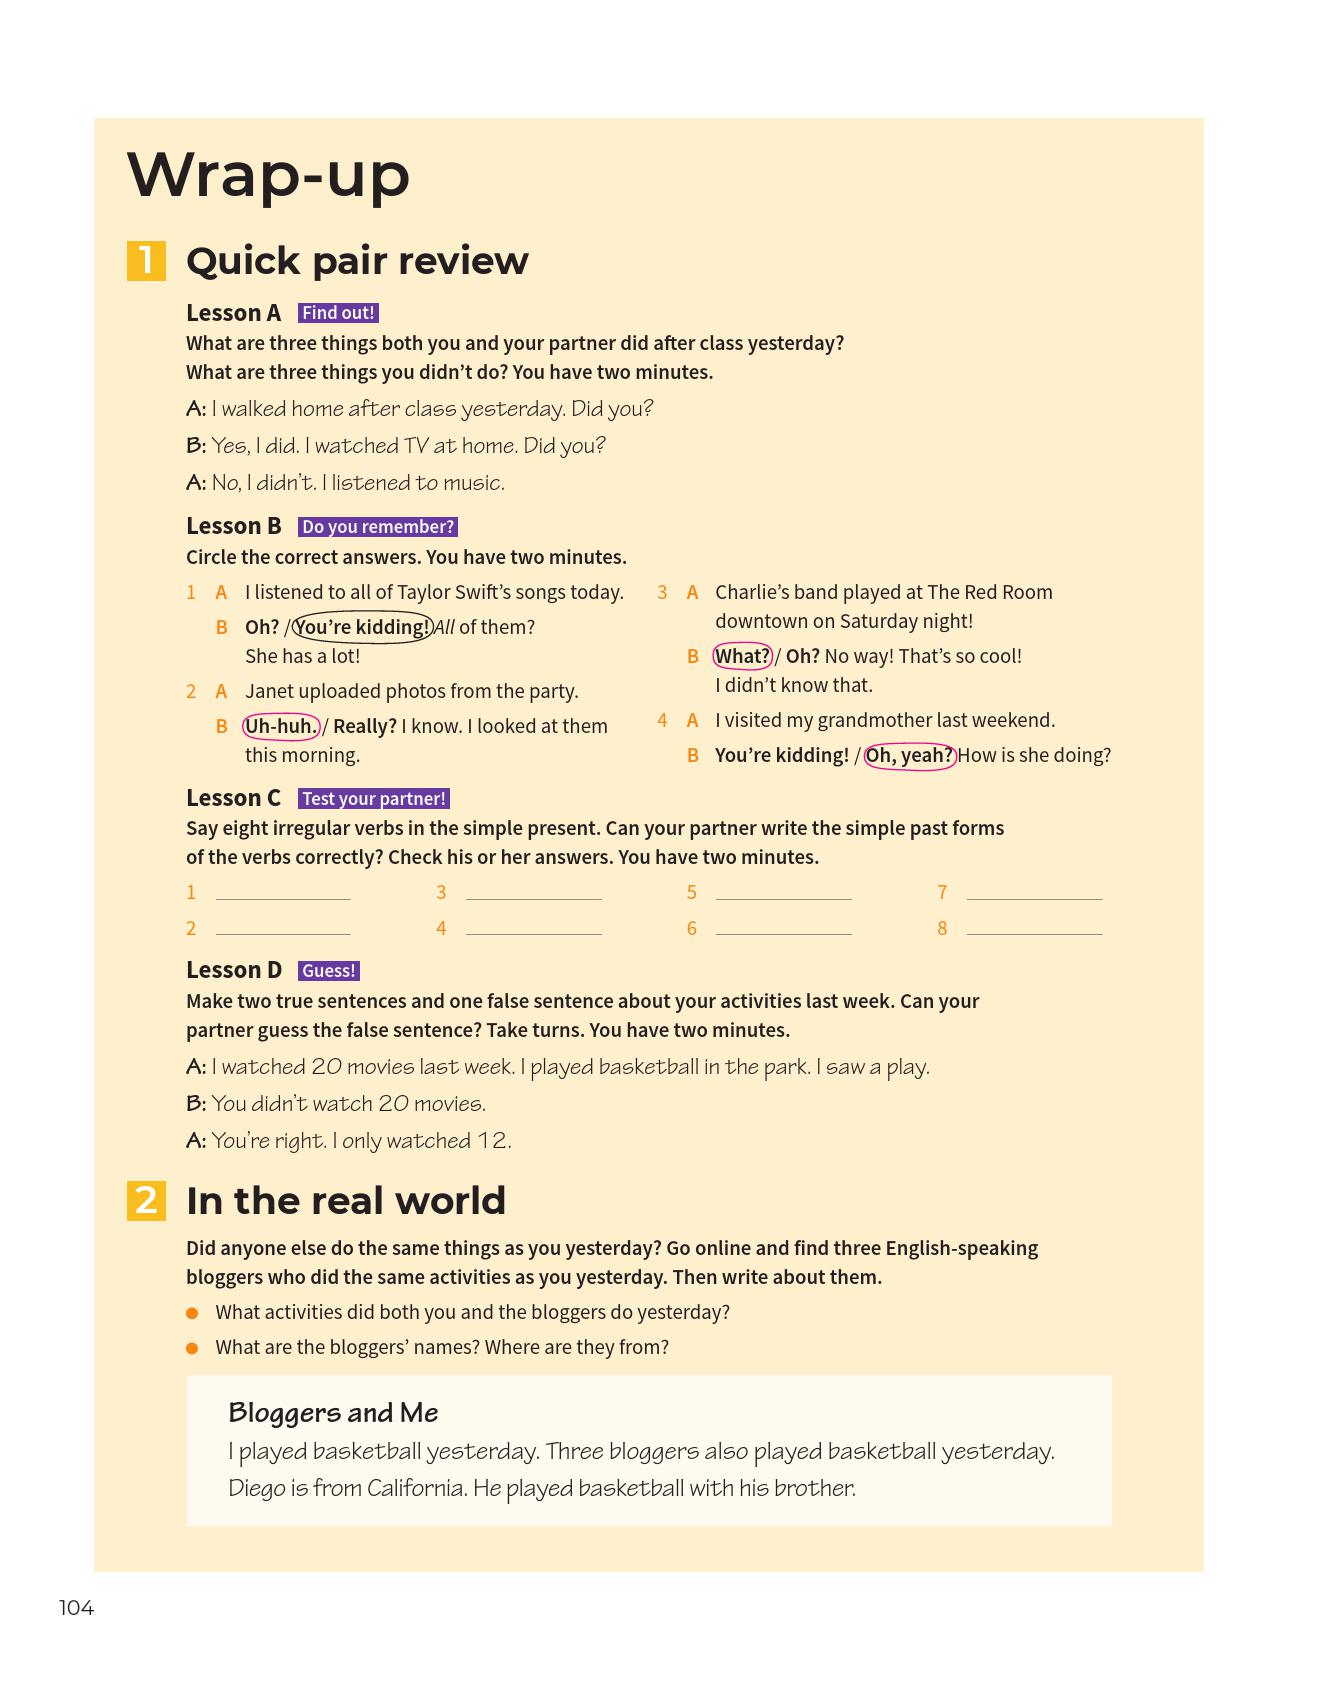 Wrap-up
1 Quick pair review
Lesson A Find out!
What are three things both you and your partner did after class yesterday?
What are three things you didn’t do? You have two minutes.
A: I walked home after class yesterday. Did you?
B: Yes, I did. I watched TV at home. Did you?
A: No, I didn’t. I listened to music.
Lesson B Do you remember?
Circle the correct answers. You have two minutes.
1 A I listened to all of Taylor Swift’s songs today.
B Oh? / You’re kidding! All of them?
She has a lot!
2 A Janet uploaded photos from the party.
B Uh-huh. / Really? I know. I looked at them
this morning.
3 A Charlie’s band played at The Red Room
downtown on Saturday night!
B What? / Oh? No way! That’s so cool!
I didn’t know that.
4 A I visited my grandmother last weekend.
B You’re kidding! / Oh, yeah? How is she doing?
Lesson C Test your partner!
Say eight irregular verbs in the simple present. Can your partner write the simple past forms
of the verbs correctly? Check his or her answers. You have two minutes.
1 3 5 7
2 4 6 8
Lesson D Guess!
Make two true sentences and one false sentence about your activities last week. Can your
partner guess the false sentence? Take turns. You have two minutes.
A: I watched 20 movies last week. I played basketball in the park. I saw a play.
B: You didn’t watch 20 movies.
A: You’re right. I only watched 12.
2 In the real world
Did anyone else do the same things as you yesterday? Go online and find three English-speaking
bloggers who did the same activities as you yesterday. Then write about them.
● What activities did both you and the bloggers do yesterday?
● What are the bloggers’ names? Where are they from?
Bloggers and Me
I played basketball yesterday. Three bloggers also played basketball yesterday.
Diego is from California. He played basketball with his brother.
104